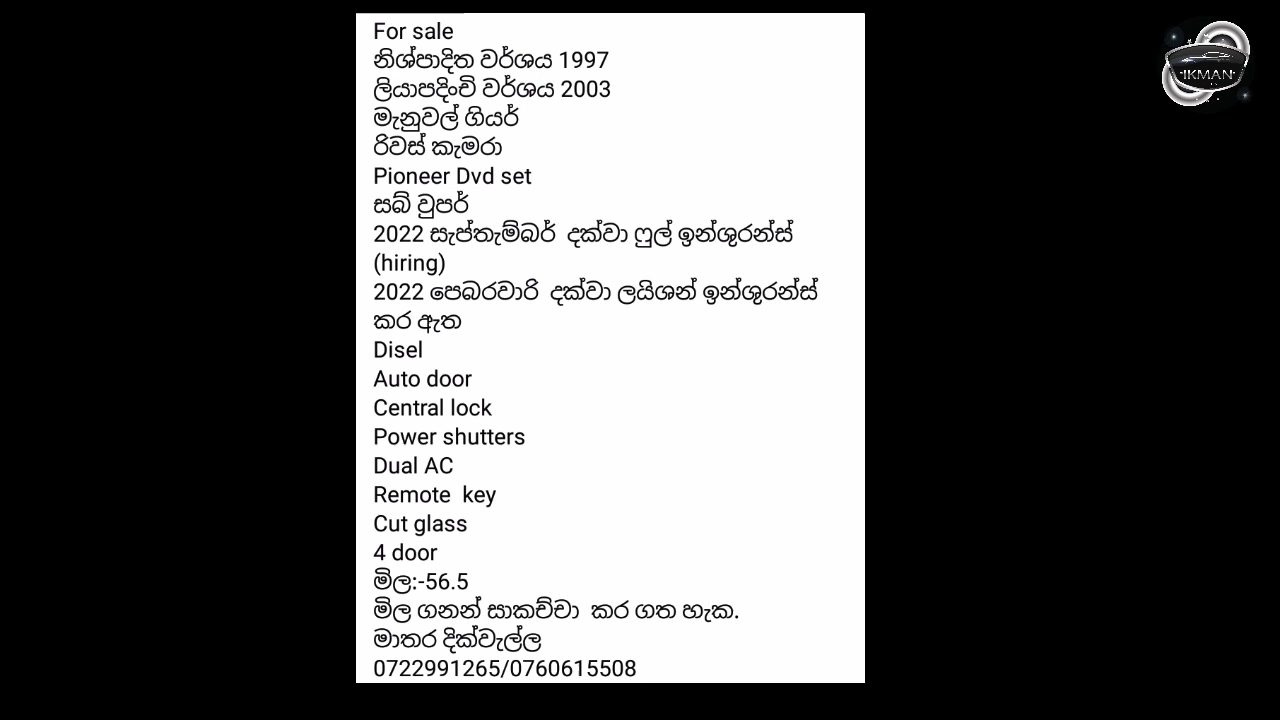 For sale
නිශ්පාදිත වර්ශය 1997
ලියාපදිංචි වර්ශය 2003
මැනුවල් ගියර්
රිවස් කැමරා
Pioneer Dvd set
සබ් වුපර්
2022 සැප්තැම්බර් දක්වා ෆුල් ඉන්ශුරන්ස්
(hiring)
2022 පෙබරවාරි දක්වා ලයිශන් ඉන්ශුරන්ස්
කර ඇත
Disel
Auto door
Central lock
Power shutters
Dual AC
Remote key
Cut glass
4 door
මිල:-56.5
මිල ගනන් සාකච්චා කර ගත හැක.
මාතර දික්වැල්ල
0722991265/0760615508
IKMAN